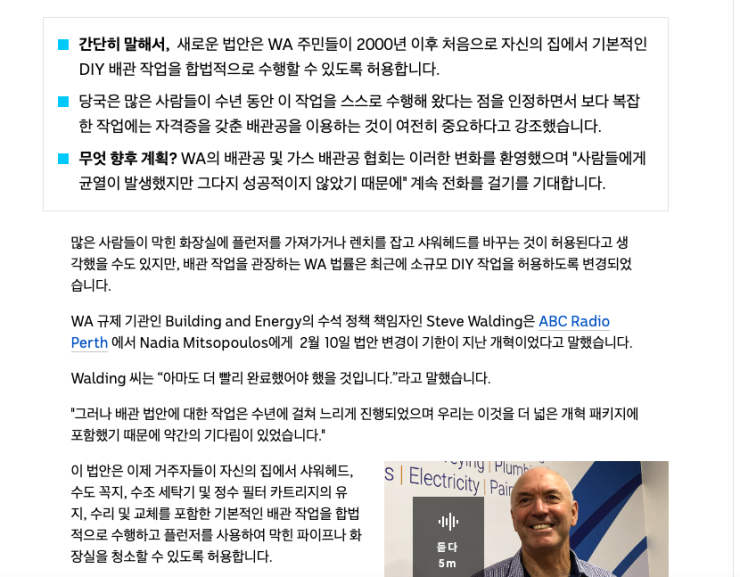 간단히 말해서, 새로운 법안은 WA 주민들이 2000년 이후 처음으로 자신의 집에서 기본적인
DIY 배관 작업을 합법적으로 수행할 수 있도록 허용합니다.
당국은 많은 사람들이 수년 동안 이 작업을 스스로 수행해 왔다는 점을 인정하면서 보다 복잡
한 작업에는 자격증을 갖춘 배관공을 이용하는 것이 여전히 중요하다고 강조했습니다.
무엇 향후 계획? WA의 배관공 및 가스 배관공 협회는 이러한 변화를 환영했으며 "사람들에게
균열이 발생했지만 그다지 성공적이지 않았기 때문에" 계속 전화를 걸기를 기대합니다.
많은 사람들이 막힌 화장실에 플런저를 가져가거나 렌치를 잡고 샤워헤드를 바꾸는 것이 허용된다고 생
각했을 수도 있지만, 배관 작업을 관장하는 WA 법률은 최근에 소규모 DIY 작업을 허용하도록 변경되었
습니다.
WA 규제 기관인 Building and Energy의 수석 정책 책임자인 Steve Walding은 ABC Radio
Perth 에서 Nadia Mitsopoulos에게 2월 10일 법안 변경이 기한이 지난 개혁이었다고 말했습니다.
Walding 씨는 “아마도 더 빨리 완료했어야 했을 것입니다.”라고 말했습니다.
"그러나 배관 법안에 대한 작업은 수년에 걸쳐 느리게 진행되었으며 우리는 이것을 더 넓은 개혁 패키지에
포함했기 때문에 약간의 기다림이 있었습니다."
이 법안은 이제 거주자들이 자신의 집에서 샤워헤드,
수도 꼭지, 수조 세탁기 및 정수 필터 카트리지의 유
지, 수리 및 교체를 포함한 기본적인 배관 작업을 합법
적으로 수행하고 플런저를 사용하여 막힌 파이프나 화
장실을 청소할 수 있도록 허용합니다.
S | Electricity | Pain
듣다
5m